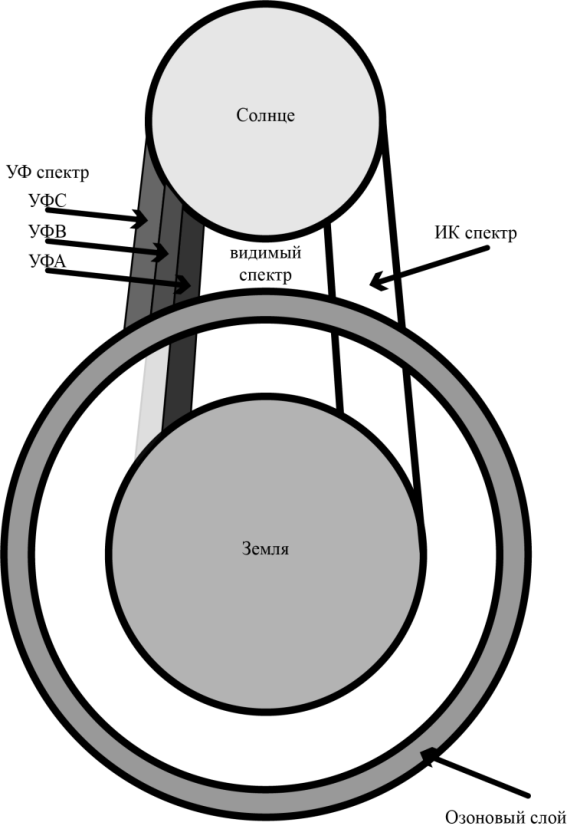 Солнце
УФ спектр
УФС
УФВ
УФА
видимый
спектр
ИК спектр
Земля
Озоновый слой